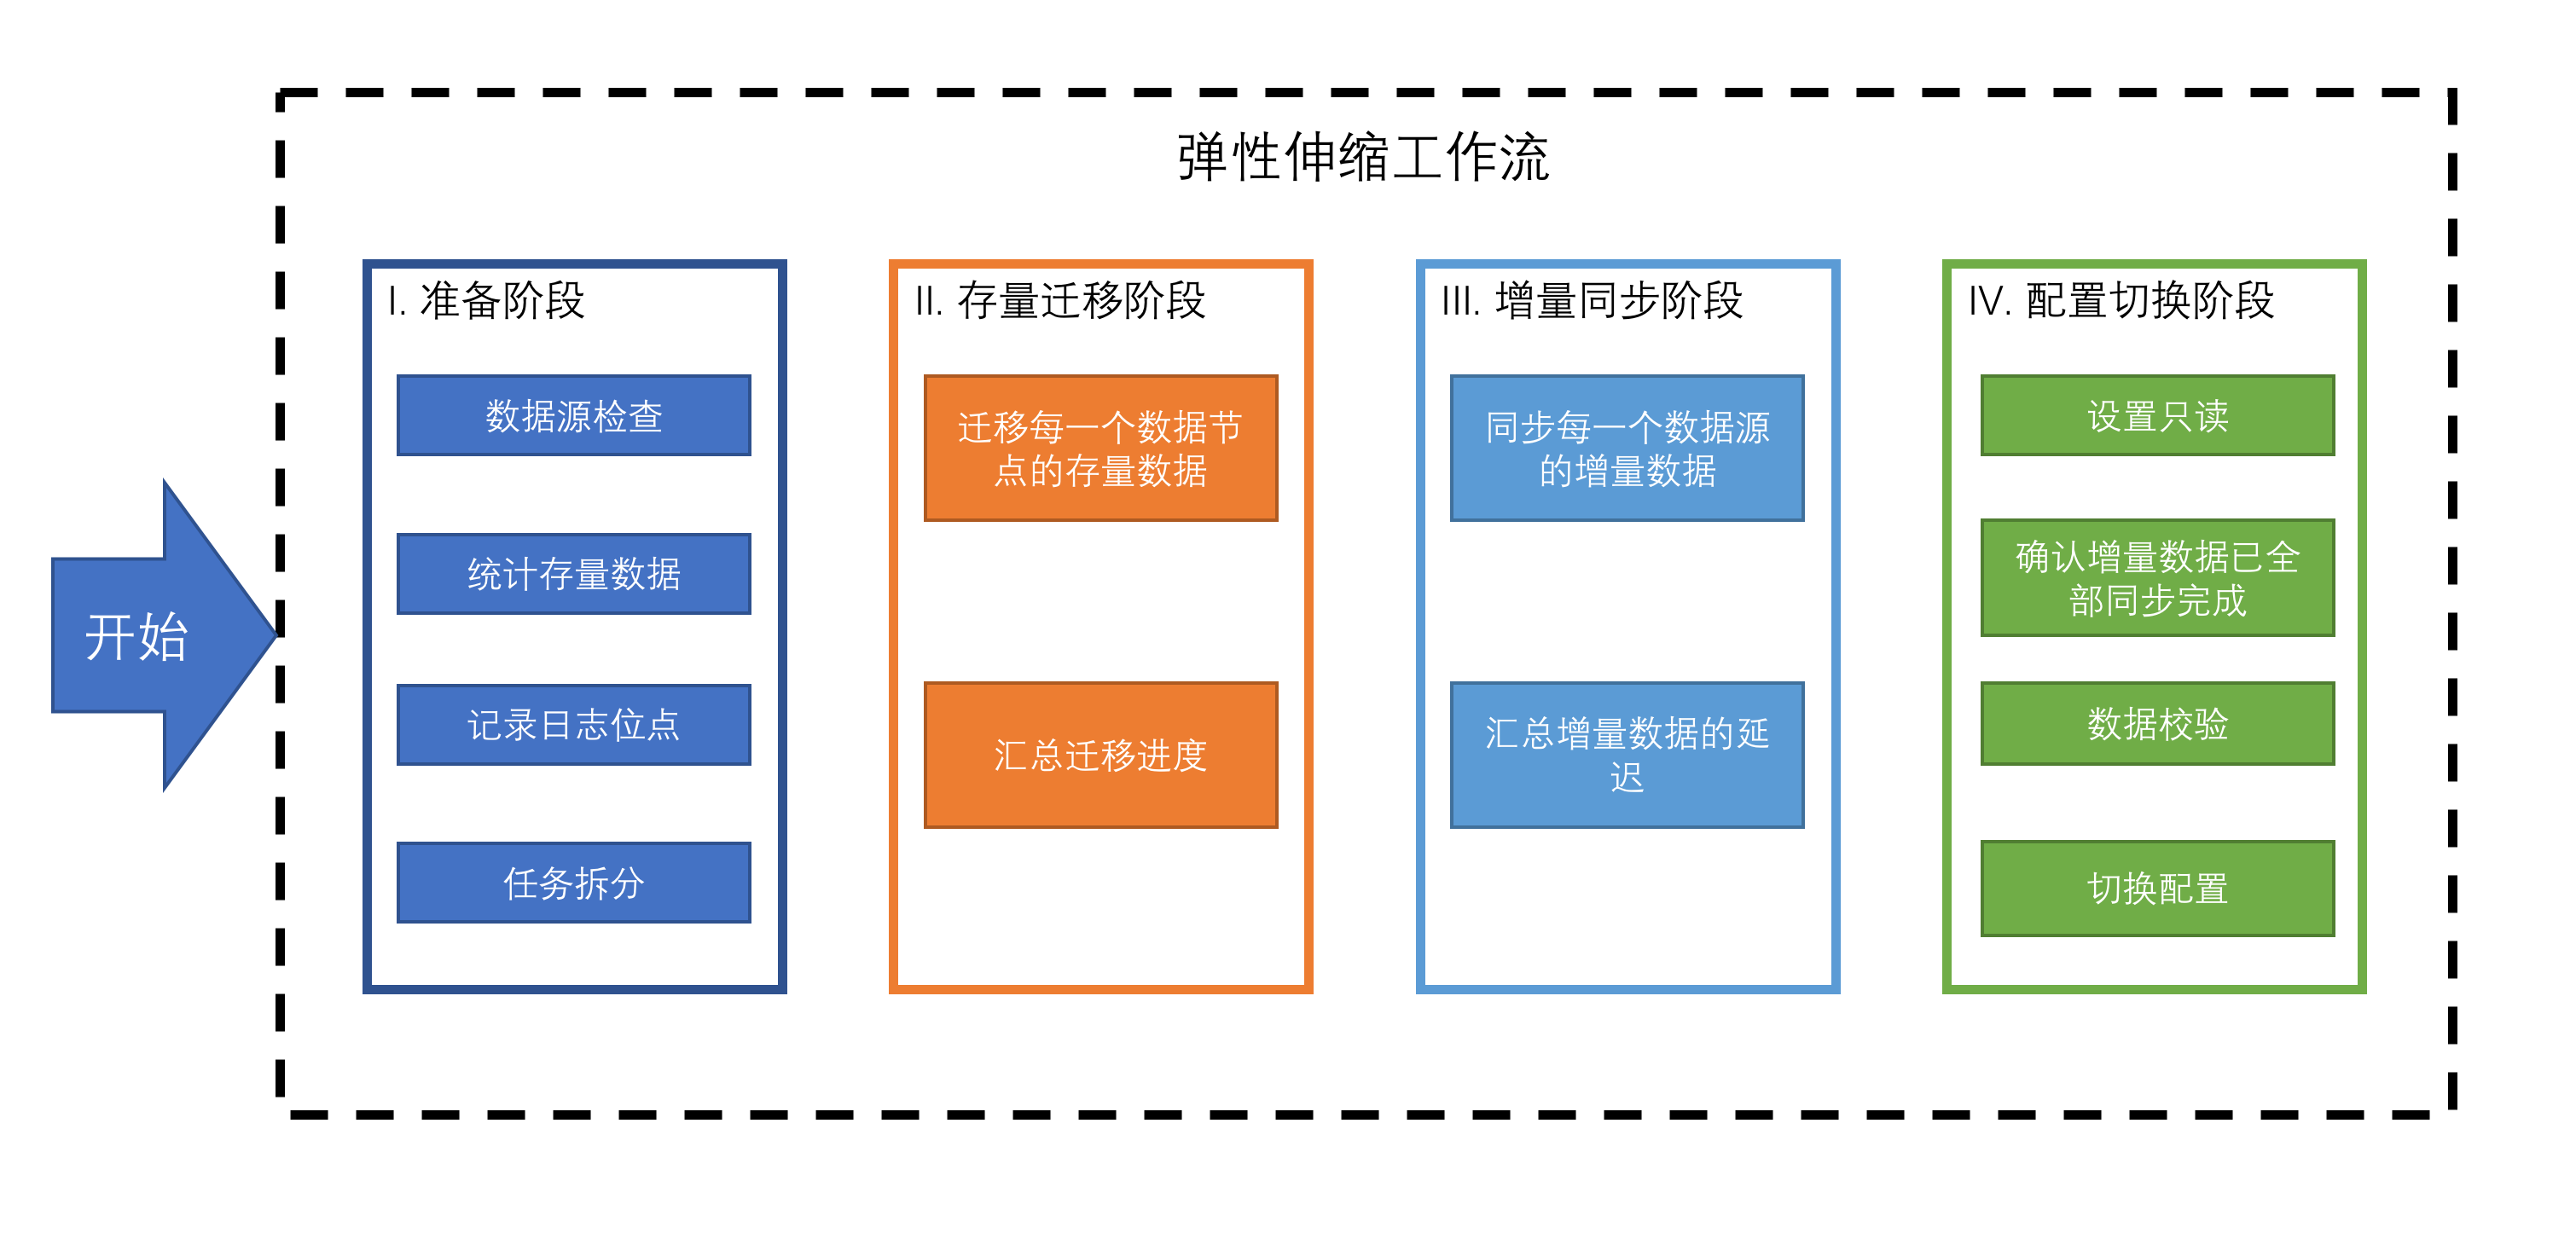 弹性伸缩工作流
开始
I. 准备阶段
数据源检查
统计存量数据
记录日志位点
任务拆分
II. 存量迁移阶段
迁移每一个数据节
点的存量数据
汇总迁移进度
III. 增量同步阶段
同步每一个数据源
的增量数据
汇总增量数据的延
迟
IV. 配置切换阶段
设置只读
确认增量数据已全
部同步完成
数据校验
切换配置